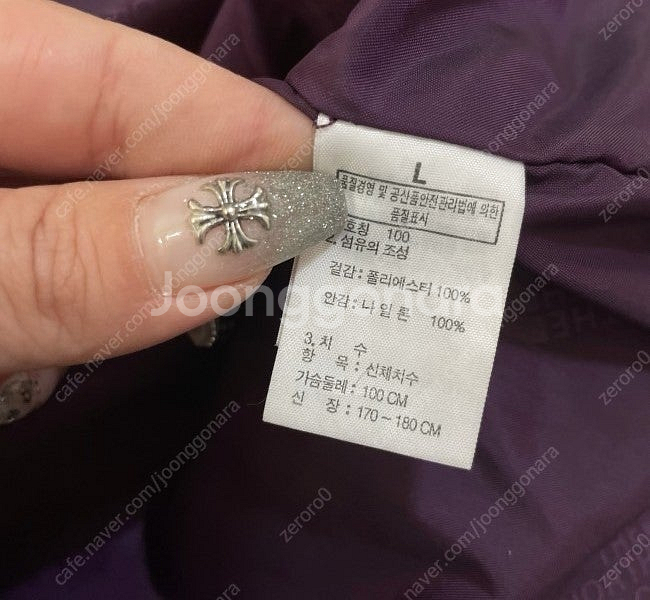 L
품질경영 및 공산품안전관리법에 의한
품질표시
호칭 100
2. 섬유의 조성
겉감 : 폴리에스터 100%
안감 : 나일론 100%
3. 치 수
항 목 : 신체치수
가슴둘레 : 100 CM
신 장 : 170 ~ 180 CM
Joonggonara
cafe.naver.com/joonggonara
zeroro0